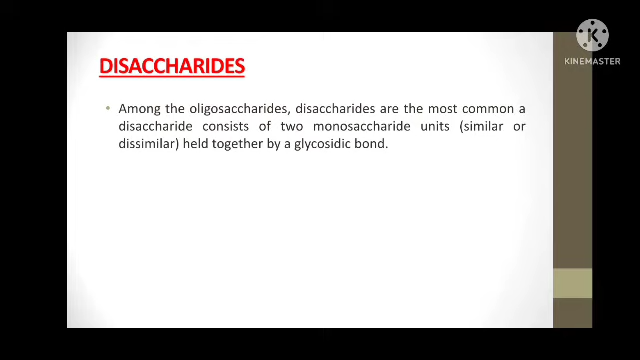 DISACCHARIDES
K
KINEMASTER
• Among the oligosaccharides, disaccharides are the most common a
disaccharide consists of two monosaccharide units (similar or
dissimilar) held together by a glycosidic bond.